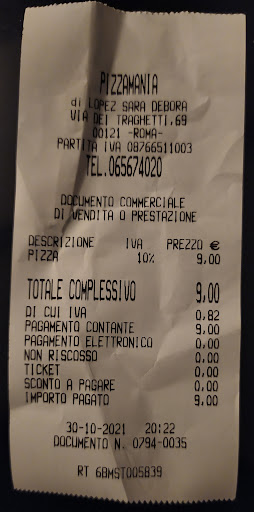 PIZZAMANIA
di LOPEZ SARA DEBORA
VIA DEI TRAGHETTI,69
00121 -ROMA-
PARTITA IVA 08766511003
TEL.065674020
DOCUMENTO COMMERCIALE
DI VENDITA O PRESTAZIONE
DESCRIZIONE IVA PREZZO €
PIZZA 10% 9,00
TOTALE COMPLESSIVO 9,00
DI CUI IVA 0,82
PAGAMENTO CONTANTE 9,00
PAGAMENTO ELETTRONICO 0,00
NON RISCOSSO 0,00
TICKET 0,00
SCONTO A PAGARE 0,00
IMPORTO PAGATO 9,00
30-10-2021 20:22
DOCUMENTO N. 0794-0035
RT 6BMST005839